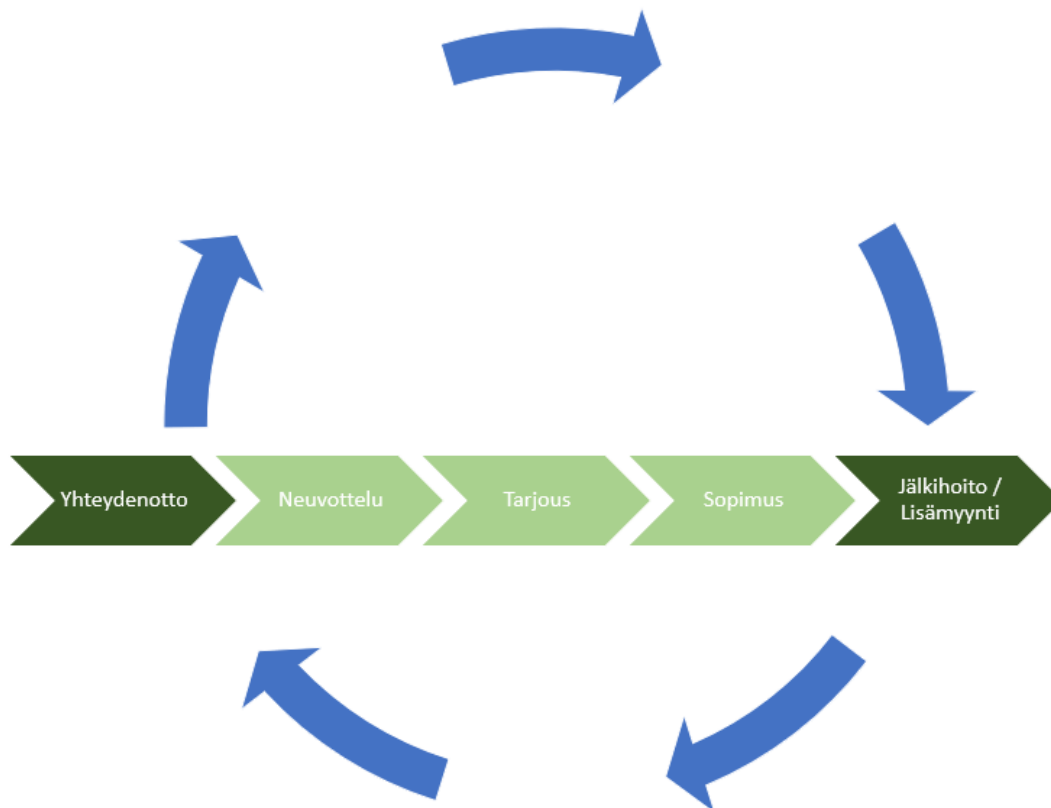 Yhteydenotto
Neuvottelu
Tarjous
Sopimus
Jälkihoito /
Lisämyynti